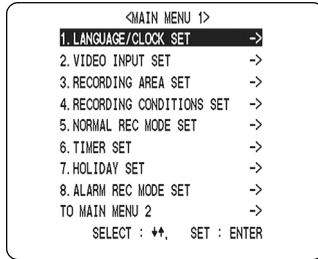 <MAIN MENU 1>
1. LANGUAGE/CLOCK SET ->
2. VIDEO INPUT SET ->
3. RECORDING AREA SET ->
4. RECORDING CONDITIONS SET ->
5. NORMAL REC MODE SET ->
6. TIMER SET ->
7. HOLIDAY SET ->
8. ALARM REC MODE SET ->
TO MAIN MENU 2 ->
SELECT : ↓↑, SET : ENTER